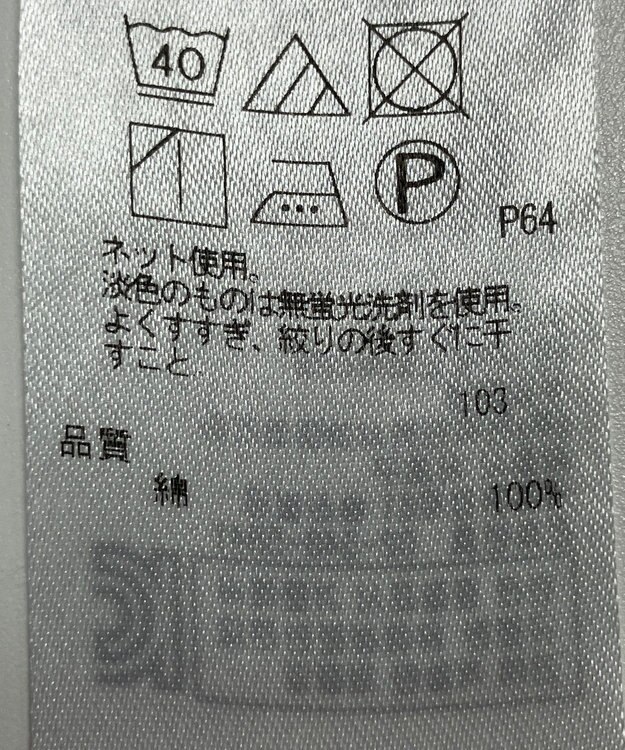 40
P
P64
ネット使用。
淡色のものは無蛍光洗剤を使用。
よくすすぎ、絞りの後すぐに干
すこと
103
品質
綿 100%